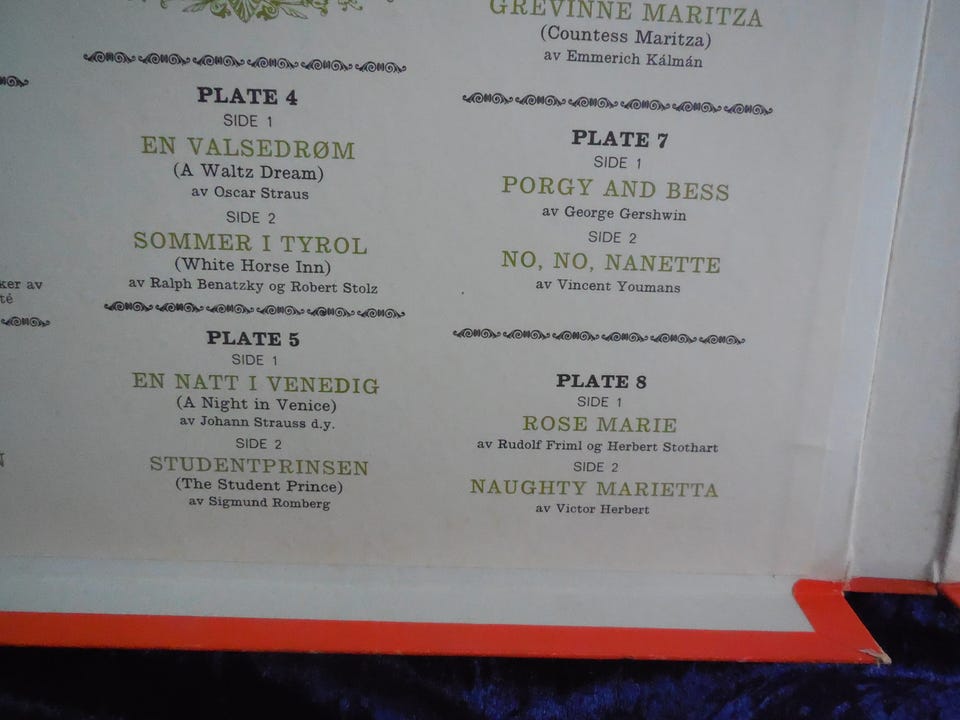 ker av
té
N
PLATE 4
SIDE 1
EN VALSEDRØM
(A Waltz Dream)
av Oscar Straus
SIDE 2
SOMMER I TYROL
(White Horse Inn)
av Ralph Benatzky og Robert Stolz
PLATE 5
SIDE 1
EN NATT I VENEDIG
(A Night in Venice)
av Johann Strauss d.y.
SIDE 2
STUDENTPRINSEN
(The Student Prince)
av Sigmund Romberg
GREVINNE MARITZA
(Countess Maritza)
av Emmerich Kálmán
PLATE 7
SIDE 1
PORGY AND BESS
av George Gershwin
SIDE 2
NO, NO, NANETTE
av Vincent Youmans
PLATE 8
SIDE 1
ROSE MARIE
av Rudolf Friml og Herbert Stothart
SIDE 2
NAUGHTY MARIETTA
av Victor Herbert